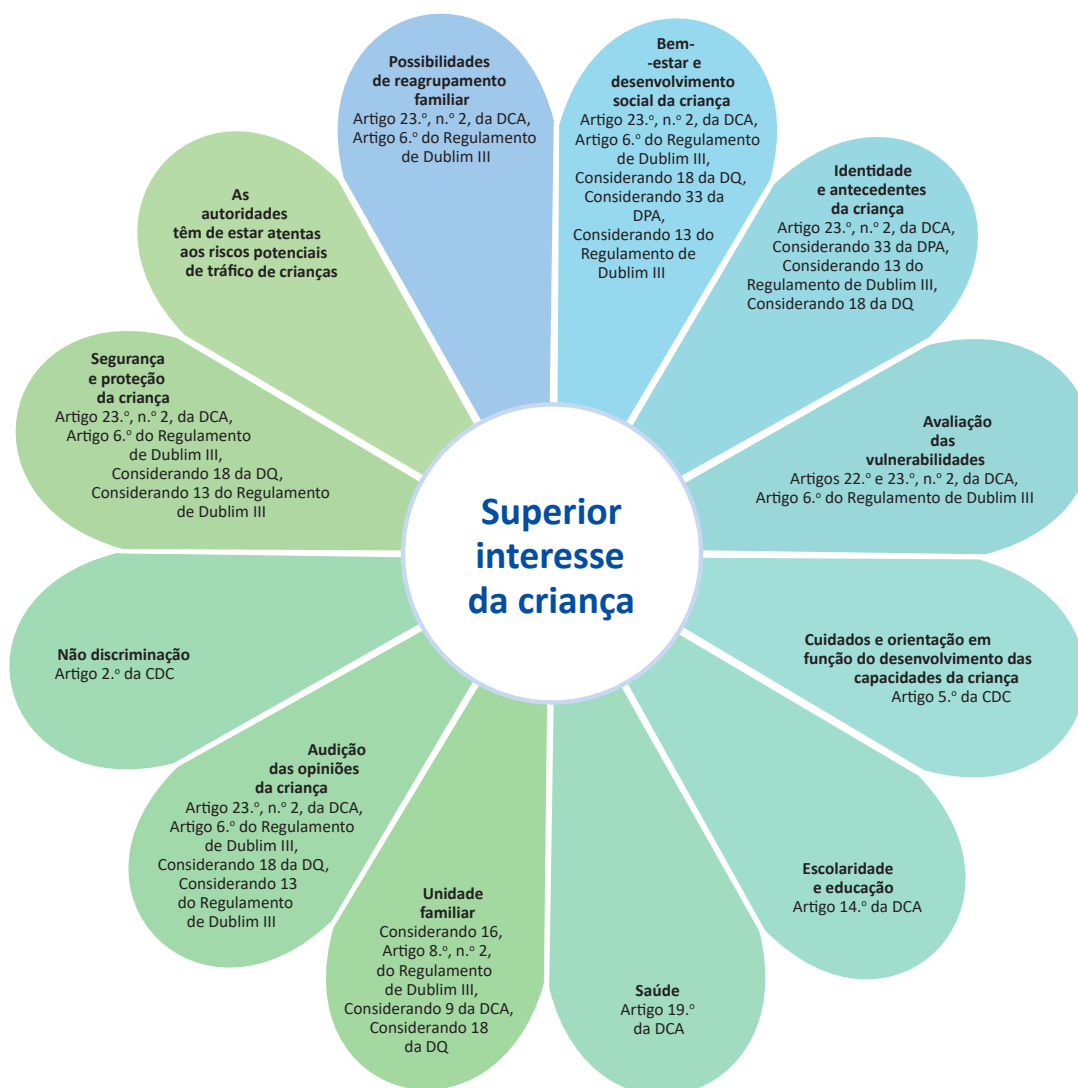 Possibilidades
de reagrupamento
familiar
Artigo 23.º, n.º 2, da DCA,
Artigo 6.º do Regulamento
de Dublim III
Bem-
-estar e
desenvolvimento
social da criança
Artigo 23.º, n.º 2, da DCA,
Artigo 6.º do Regulamento
de Dublim III,
Considerando 18 da DQ,
Considerando 33 da
DPA,
Considerando 13 do
Regulamento de
Dublim III
Identidade
e antecedentes
da criança
Artigo 23.º, n.º 2, da DCA,
Considerando 33 da DPA,
Considerando 13 do
Regulamento de Dublim III,
Considerando 18 da DQ
Avaliação
das
vulnerabilidades
Artigos 22.º e 23.º, n.º 2, da DCA,
Artigo 6.º do Regulamento de Dublim III
Cuidados e orientação em
função do desenvolvimento das
capacidades da criança
Artigo 5.º da CDC
Escolaridade
e educação
Artigo 14.º da DCA
Saúde
Artigo 19.º
da DCA
Unidade
familiar
Considerando 16,
Artigo 8.º, n.º 2,
do Regulamento
de Dublim III,
Considerando 9 da DCA,
Considerando 18
da DQ
Audição
das opiniões
da criança
Artigo 23.º, n.º 2, da DCA,
Artigo 6.º do Regulamento
de Dublim III,
Considerando 18 da DQ,
Considerando 13
do Regulamento
de Dublim III
Não discriminação
Artigo 2.º da CDC
Segurança
e proteção
da criança
Artigo 23.º, n.º 2, da DCA,
Artigo 6.º do Regulamento
de Dublim III,
Considerando 18 da DQ,
Considerando 13 do Regulamento
de Dublim III
As
autoridades
têm de estar atentas
aos riscos potenciais
de tráfico de crianças
Superior
interesse
da criança